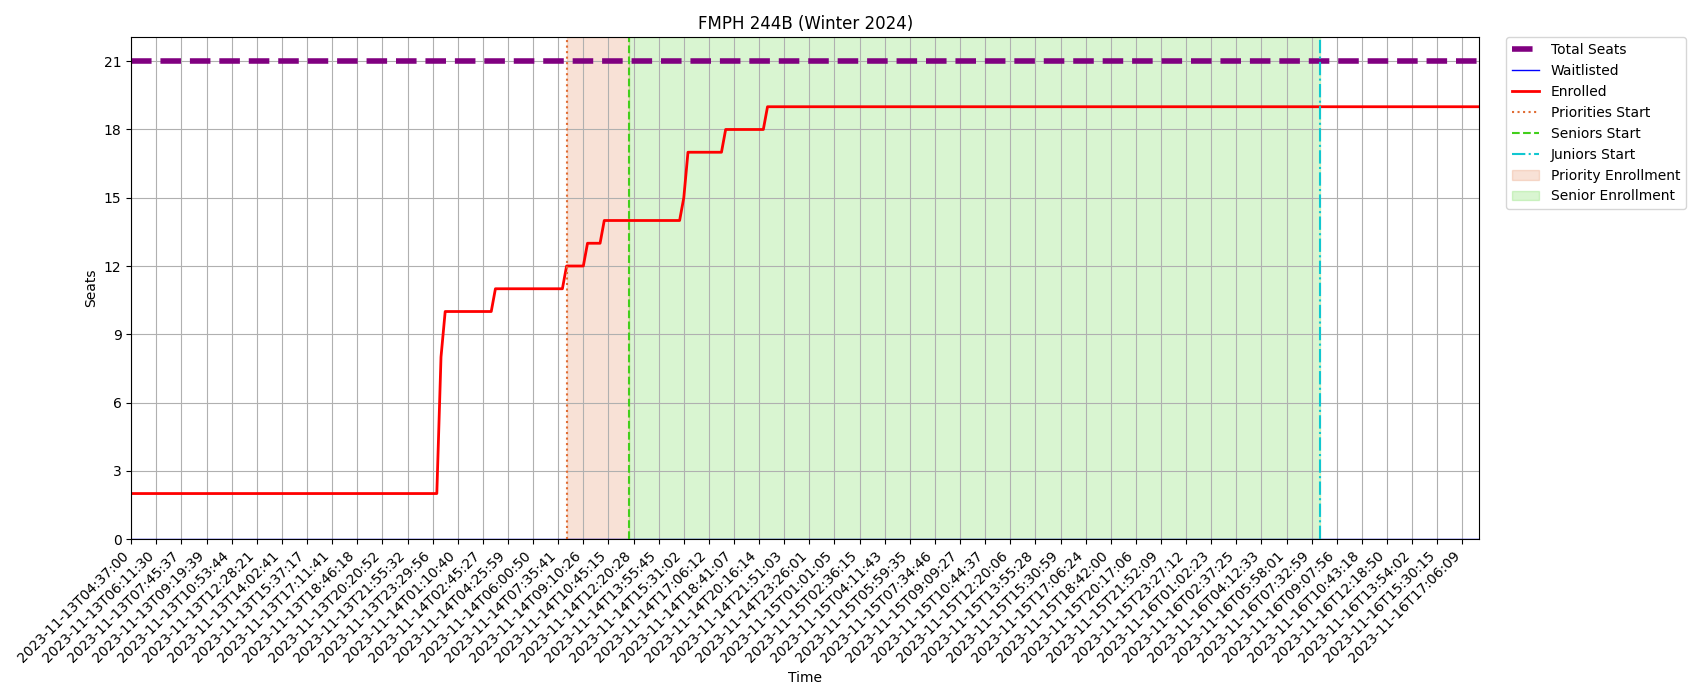 FMPH 244B (Winter 2024)
Seats
21
18
15
12
9
6
3
0
2023-11-13T04:37:00
2023-11-13T06:11:30
2023-11-13T07:45:37
2023-11-13T09:19:39
2023-11-13T10:53:44
2023-11-13T12:28:21
2023-11-13T14:02:41
2023-11-13T15:37:17
2023-11-13T17:11:41
2023-11-13T18:46:18
2023-11-13T20:20:52
2023-11-13T21:55:32
2023-11-13T23:29:56
2023-11-14T01:10:40
2023-11-14T02:45:27
2023-11-14T04:25:59
2023-11-14T06:00:50
2023-11-14T07:35:41
2023-11-14T09:10:26
2023-11-14T10:45:15
2023-11-14T12:20:28
2023-11-14T13:55:45
2023-11-14T15:31:02
2023-11-14T17:06:12
2023-11-14T18:41:07
2023-11-14T20:16:14
2023-11-14T21:51:03
2023-11-14T23:26:01
2023-11-15T01:01:05
2023-11-15T02:36:15
2023-11-15T04:11:43
2023-11-15T05:59:35
2023-11-15T07:34:46
2023-11-15T09:09:27
2023-11-15T10:44:37
2023-11-15T12:20:06
2023-11-15T13:55:28
2023-11-15T15:30:59
2023-11-15T17:06:24
2023-11-15T18:42:00
2023-11-15T20:17:06
2023-11-15T21:52:09
2023-11-15T23:27:12
2023-11-16T01:02:23
2023-11-16T02:37:25
2023-11-16T04:12:33
2023-11-16T05:58:01
2023-11-16T07:32:59
2023-11-16T09:07:56
2023-11-16T10:43:18
2023-11-16T12:18:50
2023-11-16T13:54:02
2023-11-16T15:30:15
2023-11-16T17:06:09
Time
Total Seats
Waitlisted
Enrolled
Priorities Start
Seniors Start
Juniors Start
Priority Enrollment
Senior Enrollment